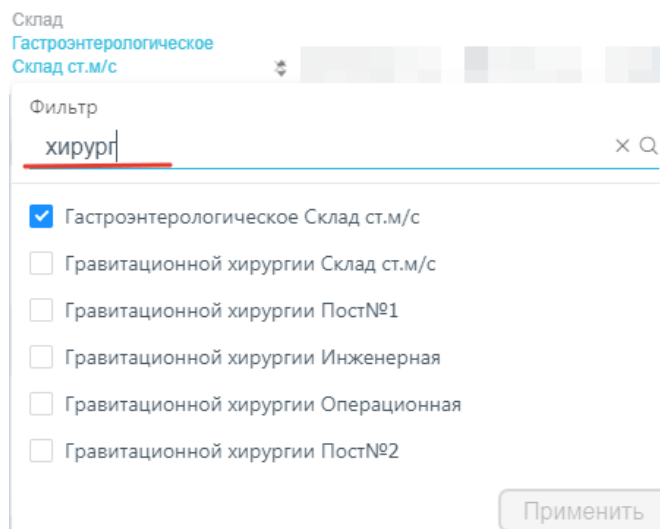 Склад
Гастроэнтерологическое
Склад ст.м/с
Фильтр
хирург
Гастроэнтерологическое Склад ст.м/с
Гравитационной хирургии Склад ст.м/с
Гравитационной хирургии Пост№1
Гравитационной хирургии Инженерная
Гравитационной хирургии Операционная
Гравитационной хирургии Пост№2
Применить